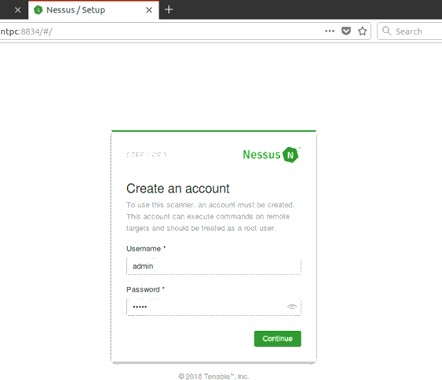 Nessus / Setup
ntpc:8834/#/
Search
Nessus N
Create an account
To use this scanner, an account must be created.
This account can execute commands on remote
targets and should be treated as a root user.
Username *
admin
Password *
•••••
Continue
© 2018 Tenable™, Inc.